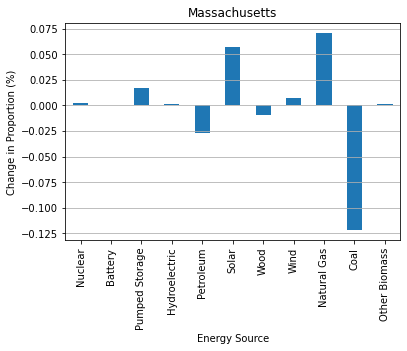 Massachusetts
Change in Proportion (%)
0.075
0.050
0.025
0.000
−0.025
−0.050
−0.075
−0.100
−0.125
Nuclear
Battery
Pumped Storage
Hydroelectric
Petroleum
Solar
Wood
Wind
Natural Gas
Coal
Other Biomass
Energy Source